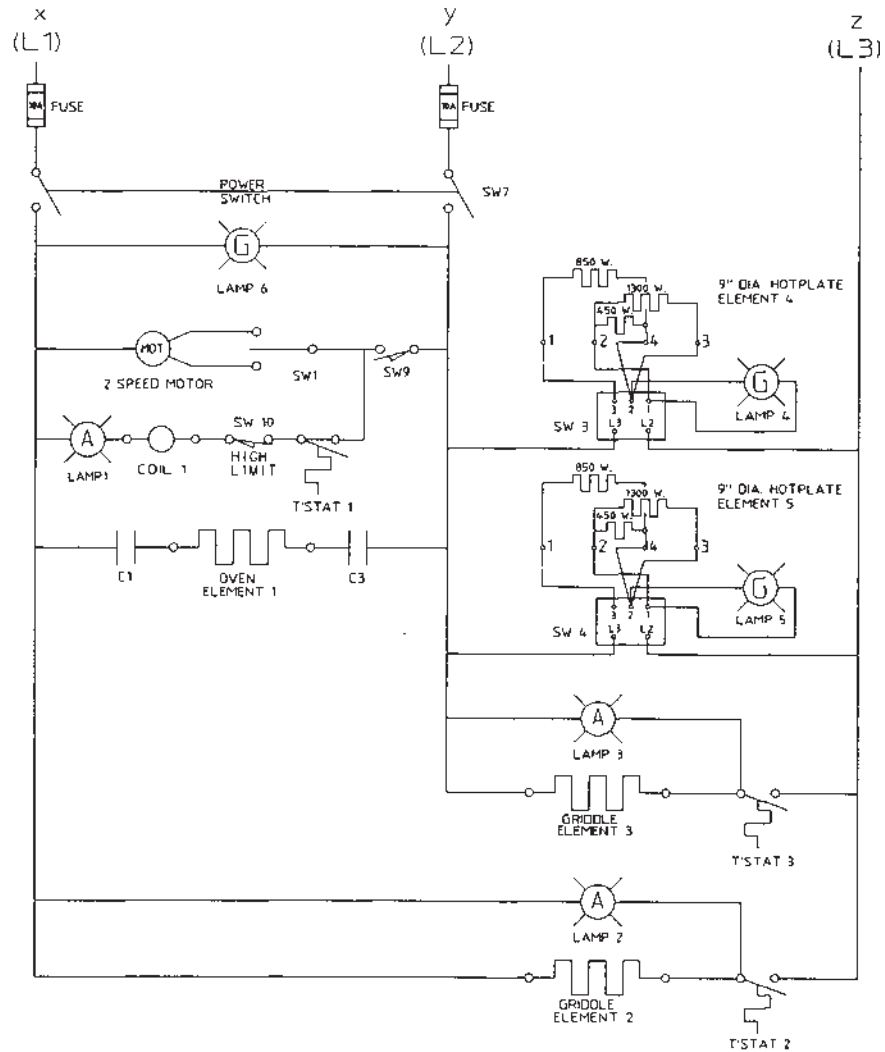 x
(L1)
y
(L2)
z
(L3)
FUSE
70A
FUSE
POWER
SWITCH
SW7
G
LAMP 6
850 W.
1300 W.
450 W.
1
2
4
3
9" DIA. HOTPLATE
ELEMENT 4
MOT
2 SPEED MOTOR
SW1
SW9
3
2
1
L3
L2
SW 3
G
LAMP 4
A
LAMP1
COIL 1
SW 10
HIGH
LIMIT
T'STAT 1
850 W.
1300 W.
450 W.
1
2
4
3
9" DIA. HOTPLATE
ELEMENT 5
C1
OVEN
ELEMENT 1
C3
3
2
1
L3
L2
SW 4
G
LAMP 5
A
LAMP 3
GRIDDLE
ELEMENT 3
T'STAT 3
A
LAMP 2
GRIDDLE
ELEMENT 2
T'STAT 2